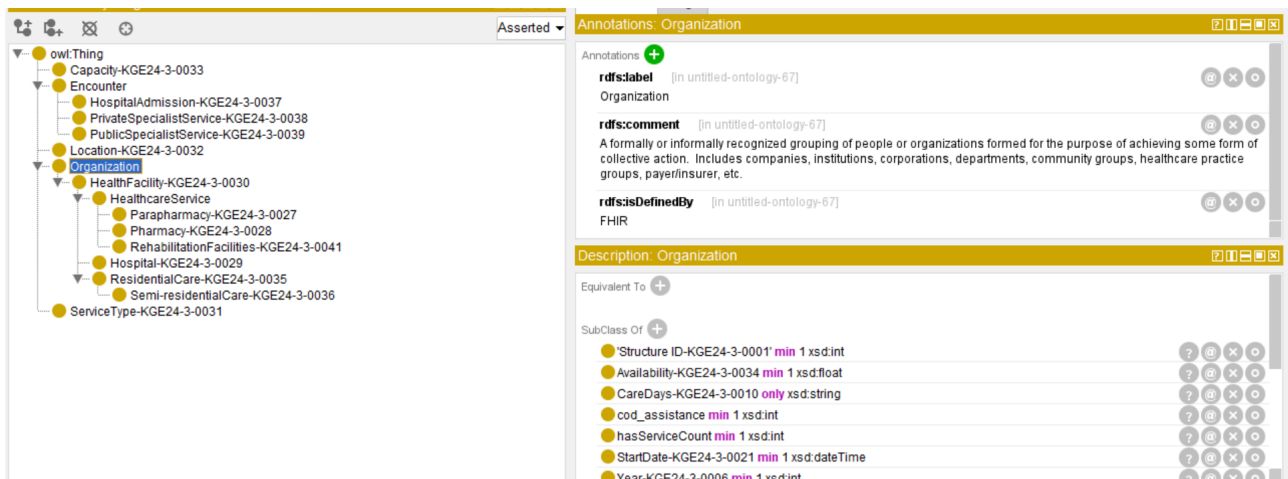 Asserted
owl:Thing
Capacity-KGE24-3-0033
Encounter
HospitalAdmission-KGE24-3-0037
PrivateSpecialistService-KGE24-3-0038
PublicSpecialistService-KGE24-3-0039
Location-KGE24-3-0032
Organization
HealthFacility-KGE24-3-0030
HealthcareService
Parapharmacy-KGE24-3-0027
Pharmacy-KGE24-3-0028
RehabilitationFacilities-KGE24-3-0041
Hospital-KGE24-3-0029
ResidentialCare-KGE24-3-0035
Semi-residentialCare-KGE24-3-0036
ServiceType-KGE24-3-0031
Annotations: Organization
Annotations
rdfs:label [in untitled-ontology-67]
Organization
rdfs:comment [in untitled-ontology-67]
A formally or informally recognized grouping of people or organizations formed for the purpose of achieving some form of
collective action. Includes companies, institutions, corporations, departments, community groups, healthcare practice
groups, payer/insurer, etc.
rdfs:isDefinedBy [in untitled-ontology-67]
FHIR
Description: Organization
Equivalent To
SubClass Of
'Structure ID-KGE24-3-0001' min 1 xsd:int
Availability-KGE24-3-0034 min 1 xsd:float
CareDays-KGE24-3-0010 only xsd:string
cod_assistance min 1 xsd:int
hasServiceCount min 1 xsd:int
StartDate-KGE24-3-0021 min 1 xsd:dateTime
Year-KGE24-3-0006 min 1 xsd:int